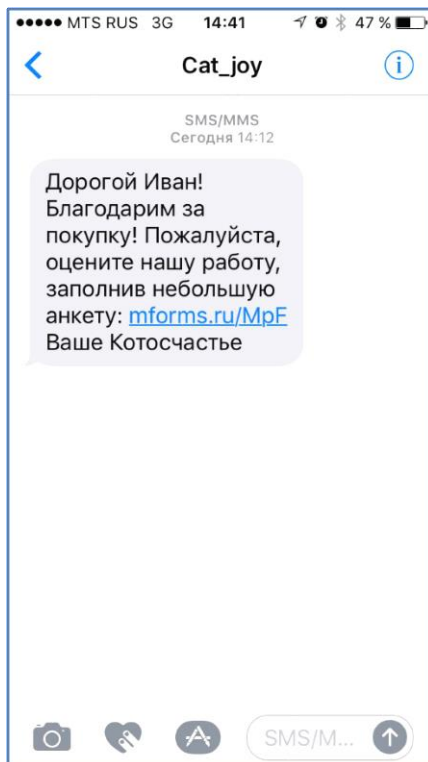 MTS RUS 3G 14:41 47 %
Cat_joy
SMS/MMS
Сегодня 14:12
Дорогой Иван!
Благодарим за
покупку! Пожалуйста,
оцените нашу работу,
заполнив небольшую
анкету: mforms.ru/MpF
Ваше Котосчастье
SMS/M...